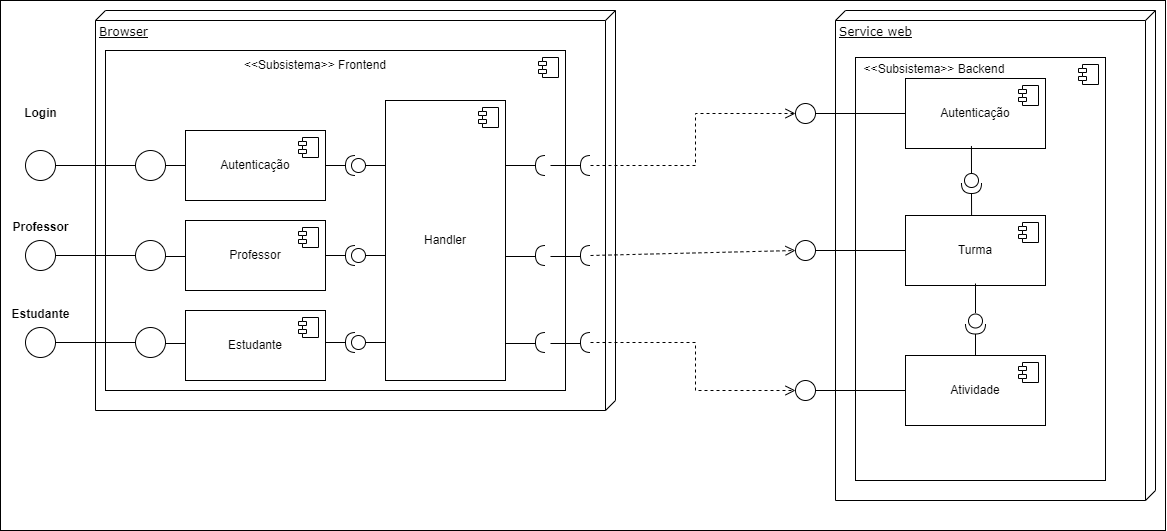 Browser
<<Subsistema>> Frontend
Login
Autenticação
Professor
Professor
Handler
Estudante
Estudante
Service web
<<Subsistema>> Backend
Autenticação
Turma
Atividade